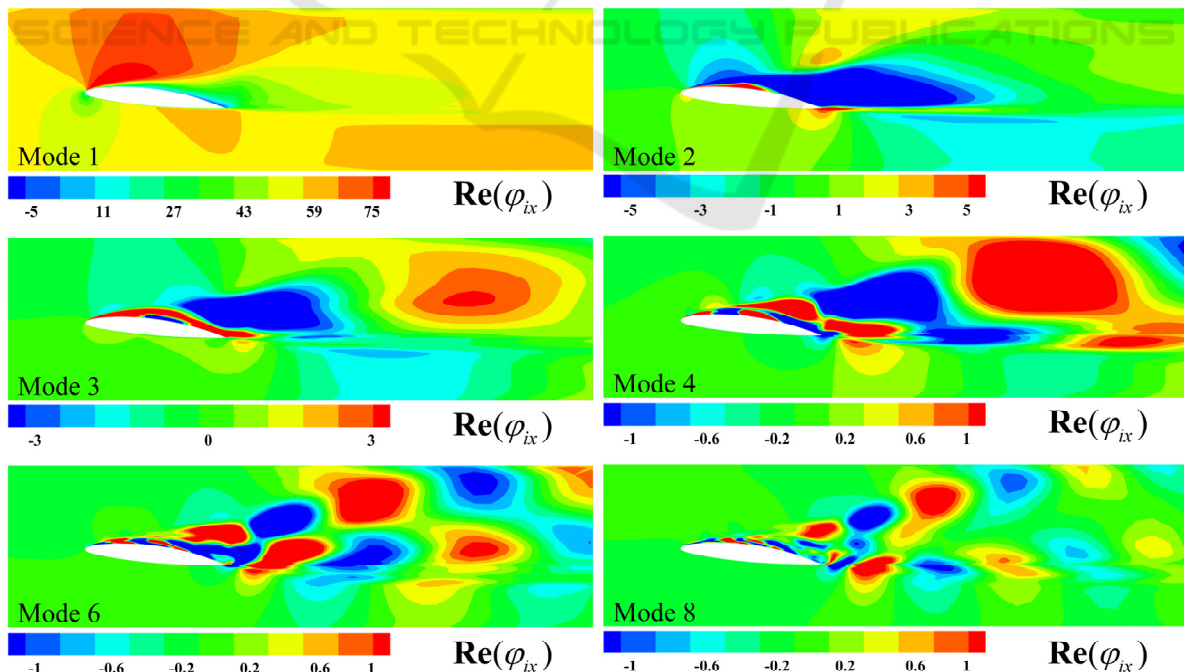 SCIENCE AND TECHNOLOGY PUBLICATIONS
Mode 1
-5 11 27 43 59 75 Re(φix)
Mode 2
-5 -3 -1 1 3 5 Re(φix)
Mode 3
-3 0 3 Re(φix)
Mode 4
-1 -0.6 -0.2 0.2 0.6 1 Re(φix)
Mode 6
-1 -0.6 -0.2 0.2 0.6 1 Re(φix)
Mode 8
-1 -0.6 -0.2 0.2 0.6 1 Re(φix)